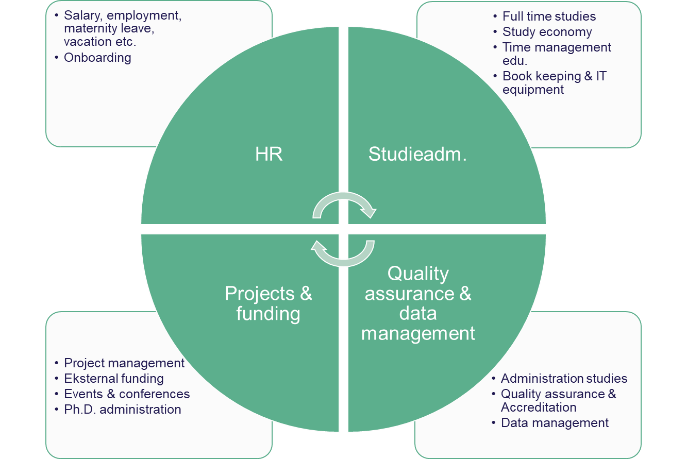 • Salary, employment,
maternity leave,
vacation etc.
• Onboarding
• Full time studies
• Study economy
• Time management
edu.
• Book keeping & IT
equipment
HR
Studieadm.
Projects &
funding
Quality
assurance &
data
management
• Project management
• Eksternal funding
• Events & conferences
• Ph.D. administration
• Administration studies
• Quality assurance &
Accreditation
• Data management